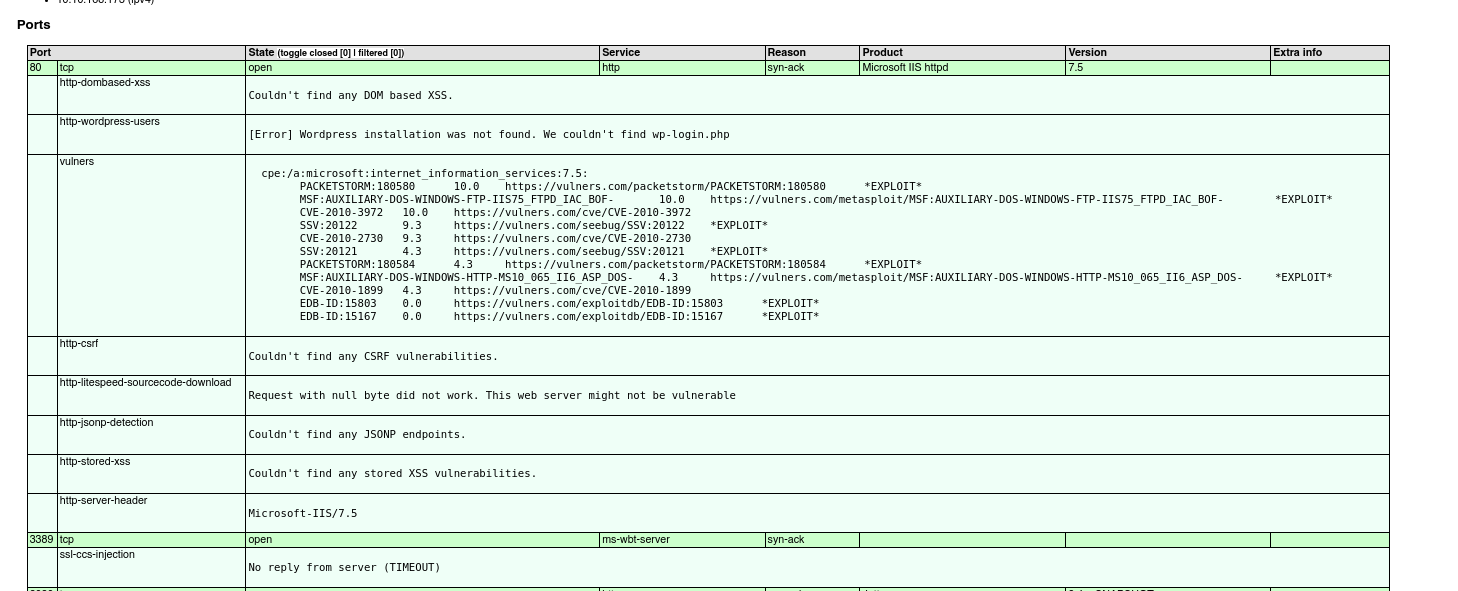 Ports
Port State (toggle closed [0] | filtered [0]) Service Reason Product Version Extra info
80 tcp open http syn-ack Microsoft IIS httpd 7.5
http-dombased-xss
Couldn't find any DOM based XSS.
http-wordpress-users
[Error] Wordpress installation was not found. We couldn't find wp-login.php
vulners
cpe:/a:microsoft:internet_information_services:7.5:
PACKETSTORM:180580 10.0 https://vulners.com/packetstorm/PACKETSTORM:180580 *EXPLOIT*
MSF:AUXILIARY-DOS-WINDOWS-FTP-IIS75_FTPD_IAC_BOF- 10.0 https://vulners.com/metasploit/MSF:AUXILIARY-DOS-WINDOWS-FTP-IIS75_FTPD_IAC_BOF- *EXPLOIT*
CVE-2010-3972 10.0 https://vulners.com/cve/CVE-2010-3972
SSV:20122 9.3 https://vulners.com/seebug/SSV:20122 *EXPLOIT*
CVE-2010-2730 9.3 https://vulners.com/cve/CVE-2010-2730
SSV:20121 4.3 https://vulners.com/seebug/SSV:20121 *EXPLOIT*
PACKETSTORM:180584 4.3 https://vulners.com/packetstorm/PACKETSTORM:180584 *EXPLOIT*
MSF:AUXILIARY-DOS-WINDOWS-HTTP-MS10_065_II6_ASP_DOS- 4.3 https://vulners.com/metasploit/MSF:AUXILIARY-DOS-WINDOWS-HTTP-MS10_065_II6_ASP_DOS- *EXPLOIT*
CVE-2010-1899 4.3 https://vulners.com/cve/CVE-2010-1899
EDB-ID:15803 0.0 https://vulners.com/exploitdb/EDB-ID:15803 *EXPLOIT*
EDB-ID:15167 0.0 https://vulners.com/exploitdb/EDB-ID:15167 *EXPLOIT*
http-csrf
Couldn't find any CSRF vulnerabilities.
http-litespeed-sourcecode-download
Request with null byte did not work. This web server might not be vulnerable
http-jsonp-detection
Couldn't find any JSONP endpoints.
http-stored-xss
Couldn't find any stored XSS vulnerabilities.
http-server-header
Microsoft-IIS/7.5
3389 tcp open ms-wbt-server syn-ack
ssl-ccs-injection
No reply from server (TIMEOUT)